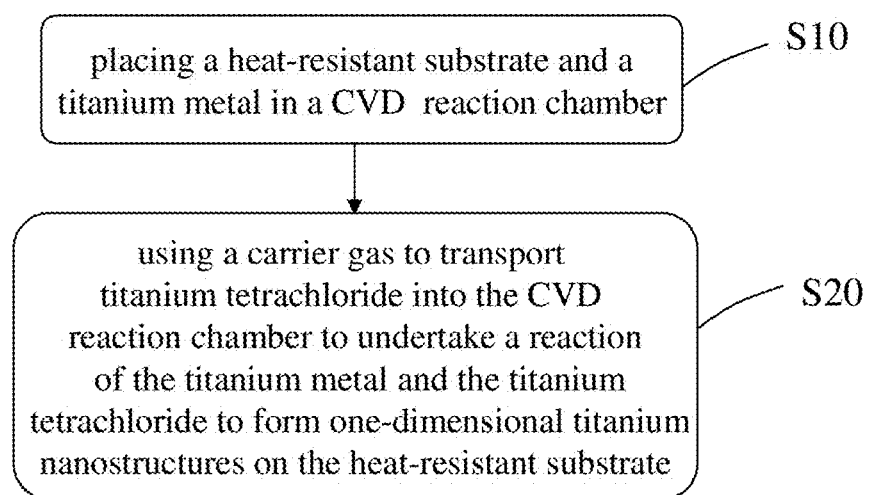 placing a heat-resistant substrate and a
titanium metal in a CVD reaction chamber
S10
using a carrier gas to transport
titanium tetrachloride into the CVD
reaction chamber to undertake a reaction
of the titanium metal and the titanium
tetrachloride to form one-dimensional titanium
nanostructures on the heat-resistant substrate
S20